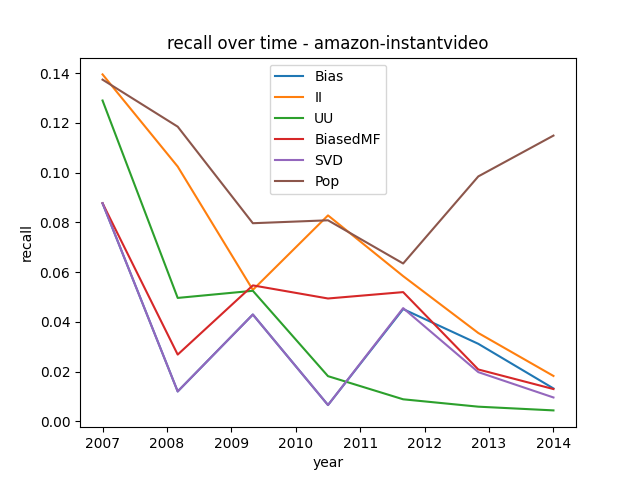 recall over time - amazon-instantvideo
Bias
II
UU
BiasedMF
SVD
Pop
recall
0.14
0.12
0.10
0.08
0.06
0.04
0.02
0.00
2007 2008 2009 2010 2011 2012 2013 2014
year